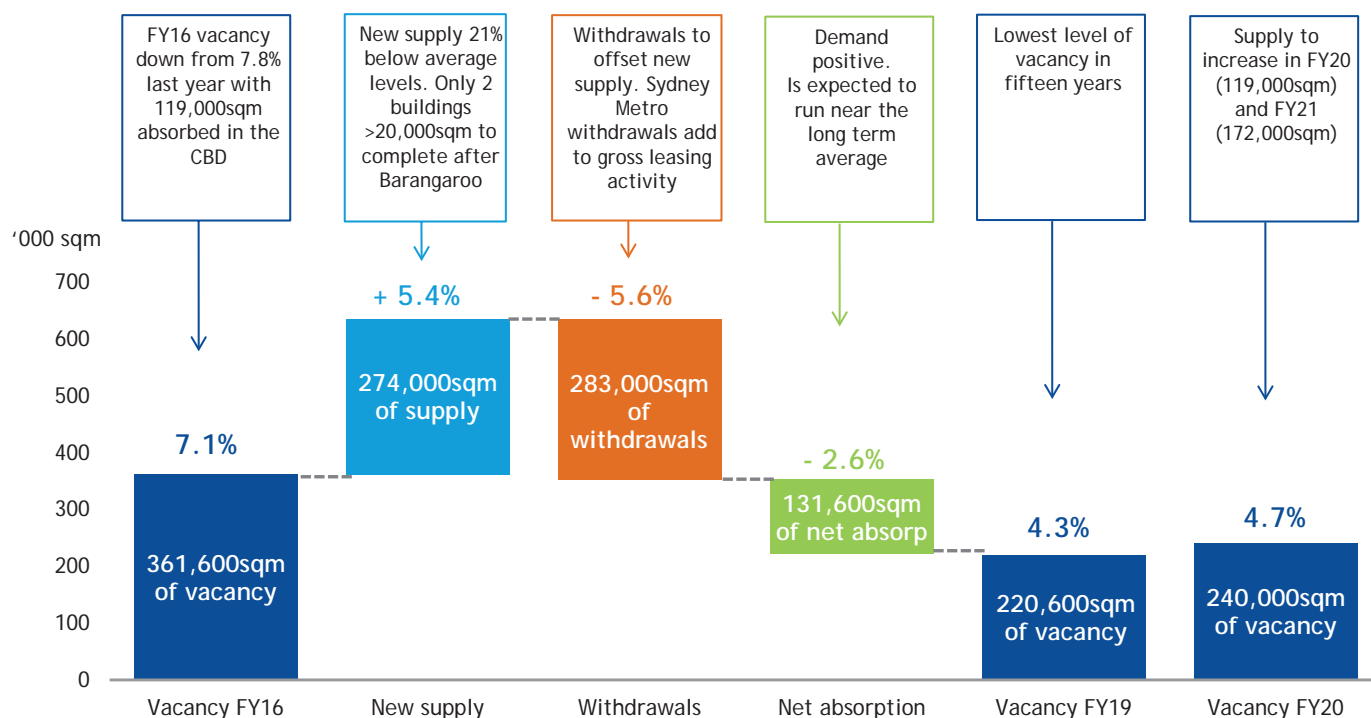 FY16 vacancy
down from 7.8%
last year with
119,000sqm
absorbed in the
CBD
New supply 21%
below average
levels. Only 2
buildings
>20,000sqm to
complete after
Barangaroo
Withdrawals to
offset new
supply. Sydney
Metro
withdrawals add
to gross leasing
activity
Demand
positive.
Is expected to
run near the
long term
average
Lowest level of
vacancy in
fifteen years
Supply to
increase in FY20
(119,000sqm)
and FY21
(172,000sqm)
‘000 sqm
700
600
500
400
300
200
100
0
7.1%
361,600sqm
of vacancy
+ 5.4%
274,000sqm
of supply
- 5.6%
283,000sqm
of
withdrawals
- 2.6%
131,600sqm
of net absorp
4.3%
220,600sqm
of vacancy
4.7%
240,000sqm
of vacancy
Vacancy FY16
New supply
Withdrawals
Net absorption
Vacancy FY19
Vacancy FY20